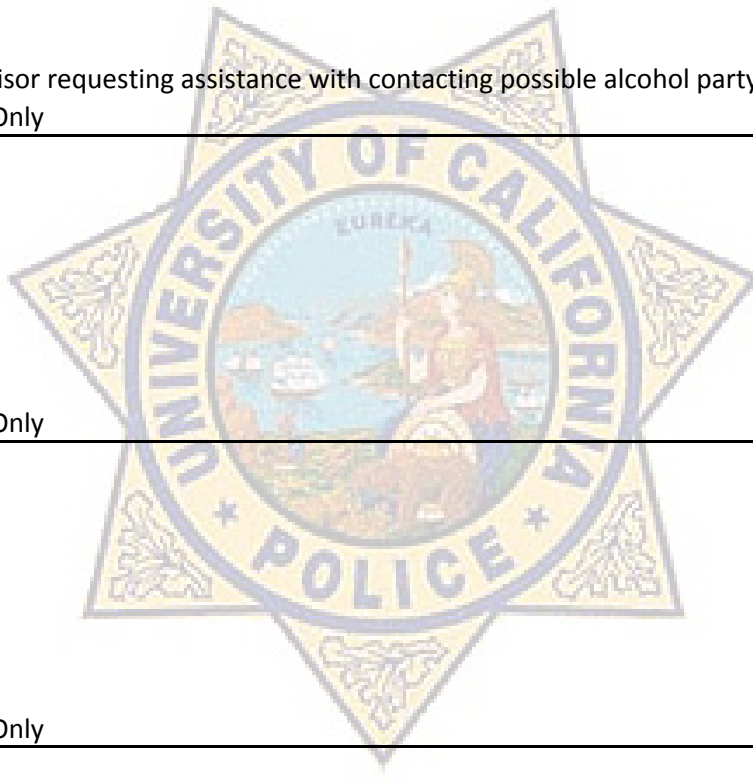 isor requesting assistance with contacting possible alcohol party
Only
UNIVERSITY OF CALIFORNIA
EUREKA
Only
★ POLICE ★
Only